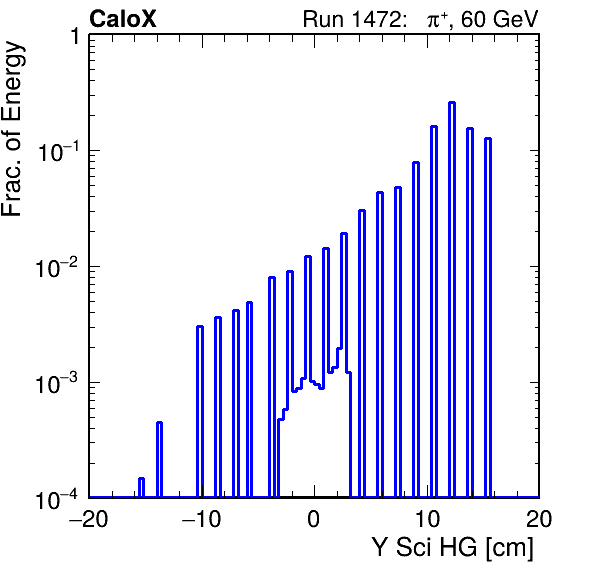 CaloX Run 1472: π⁺, 60 GeV
Frac. of Energy
1
10⁻¹
10⁻²
10⁻³
10⁻⁴
−20 −10 0 10 20
Y Sci HG [cm]